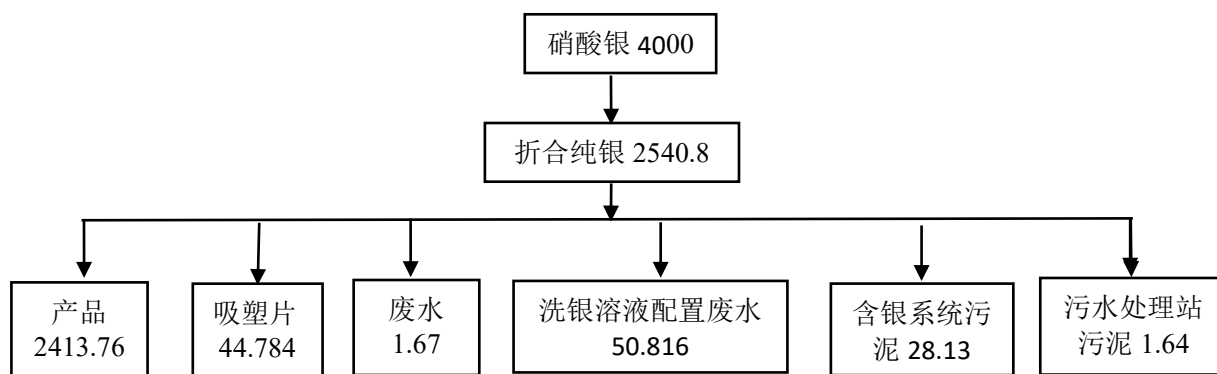 硝酸银 4000
折合纯银 2540.8
产品
2413.76
吸塑片
44.784
废水
1.67
洗银溶液配置废水
50.816
含银系统污
泥 28.13
污水处理站
污泥 1.64